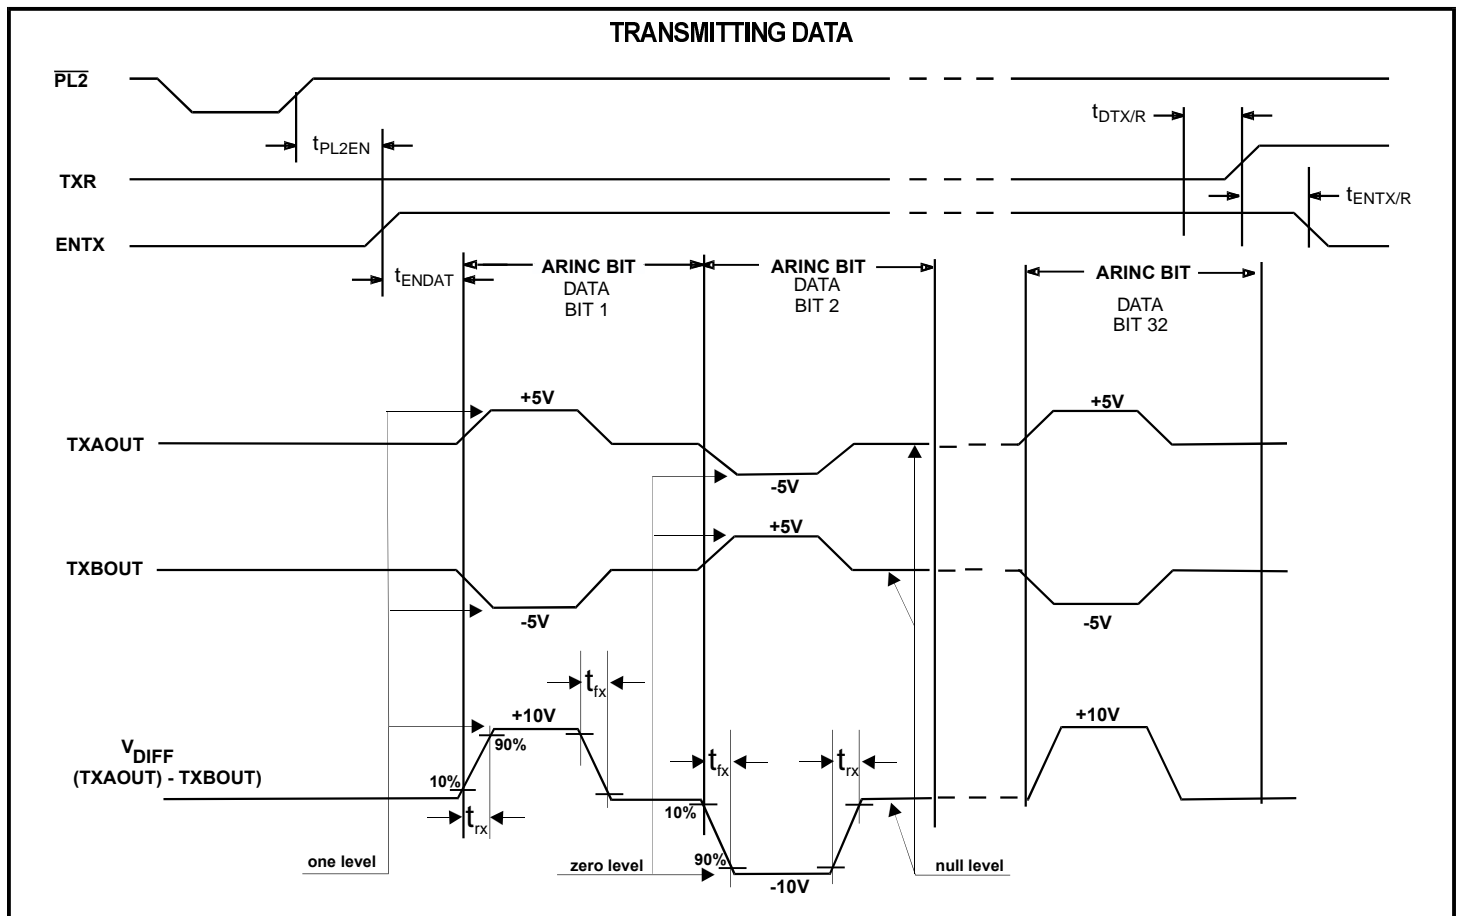 TRANSMITTING DATA
PL2
tDTX/R
tPL2EN
TXR
tENTX/R
ENTX
tENDAT
ARINC BIT
DATA
BIT 1
ARINC BIT
DATA
BIT 2
ARINC BIT
DATA
BIT 32
+5V
+5V
TXAOUT
-5V
+5V
TXBOUT
-5V
-5V
tfx
+10V
+10V
90%
VDIFF
(TXAOUT) - TXBOUT)
10%
tfx
trx
10%
trx
90%
one level
zero level
null level
-10V